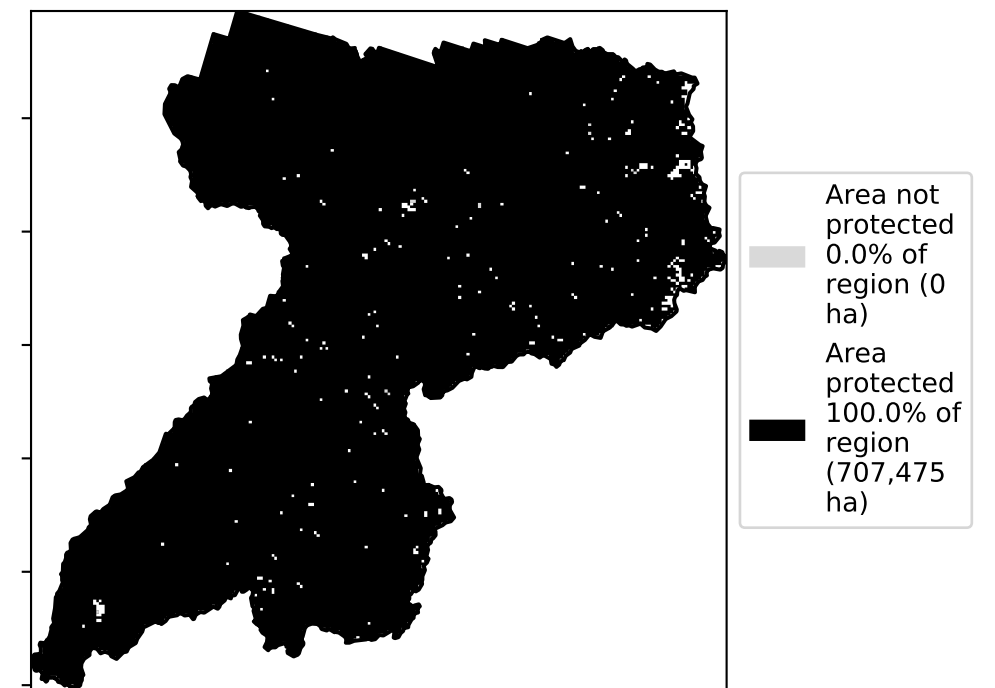 Area not
protected
0.0% of
region (0
ha)
Area
protected
100.0% of
region
(707,475
ha)